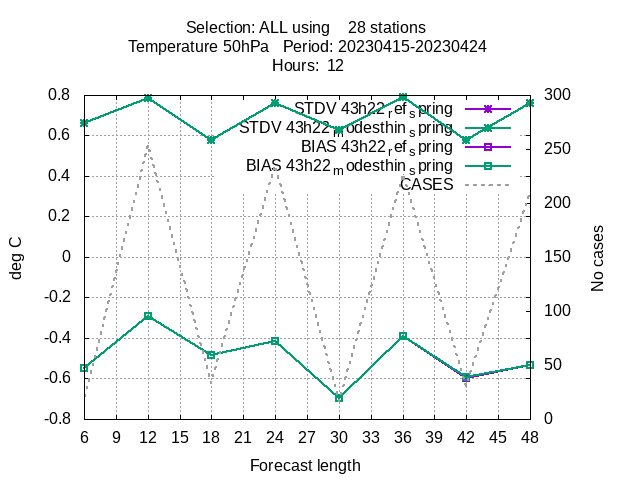 Selection: ALL using 28 stations
Temperature 50hPa Period: 20230415-20230424
Hours: 12
STDV 43h22_ref_spring
STDV 43h22_modesthin_spring
BIAS 43h22_ref_spring
BIAS 43h22_modesthin_spring
CASES
0.8
0.6
0.4
0.2
0
-0.2
-0.4
-0.6
-0.8
deg C
300
250
200
150
100
50
0
No cases
6 9 12 15 18 21 24 27 30 33 36 39 42 45 48
Forecast length